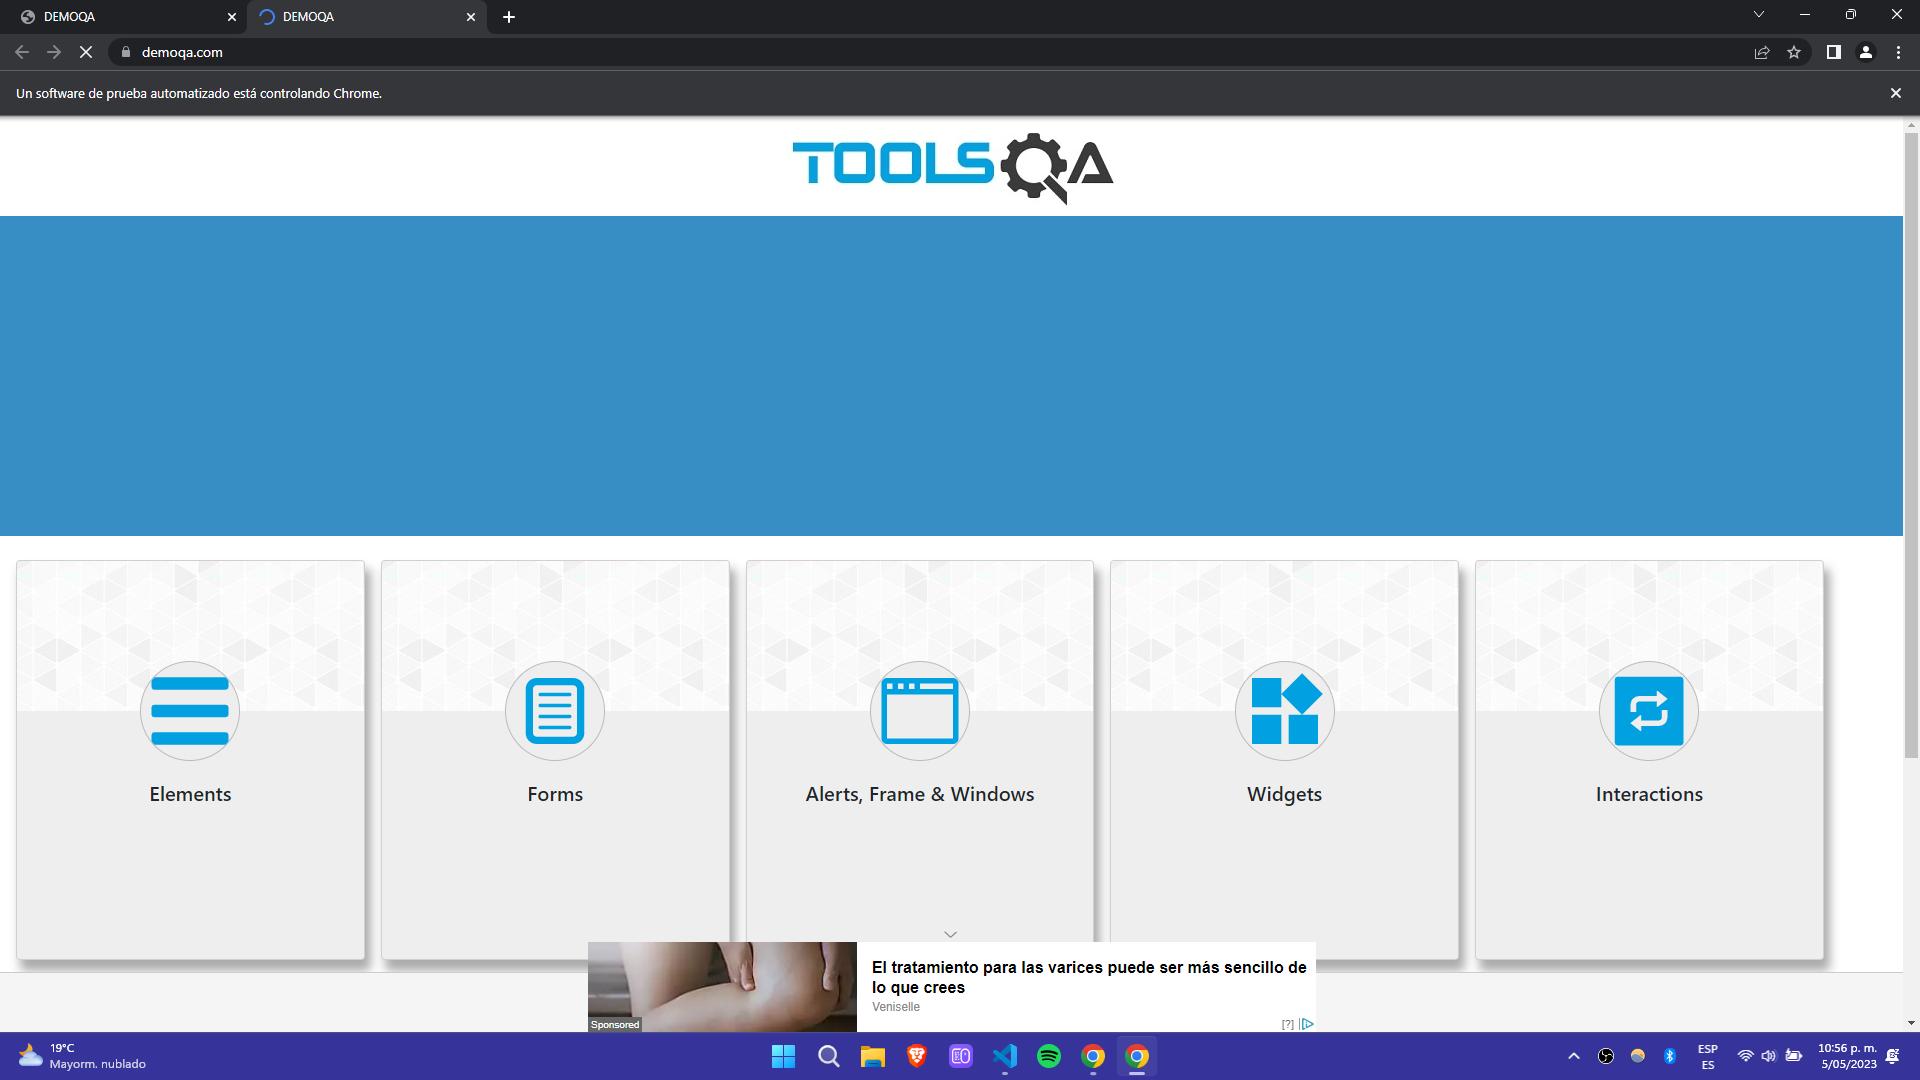 DEMOQA
DEMOQA
demoqa.com
Un software de prueba automatizado está controlando Chrome.
TOOLSQA
Elements
Forms
Alerts, Frame & Windows
Widgets
Interactions
El tratamiento para las varices puede ser más sencillo de
lo que crees
Veniselle
Sponsored
[?]
19°C
Mayorm. nublado
ESP
ES
10:56 p. m.
5/05/2023